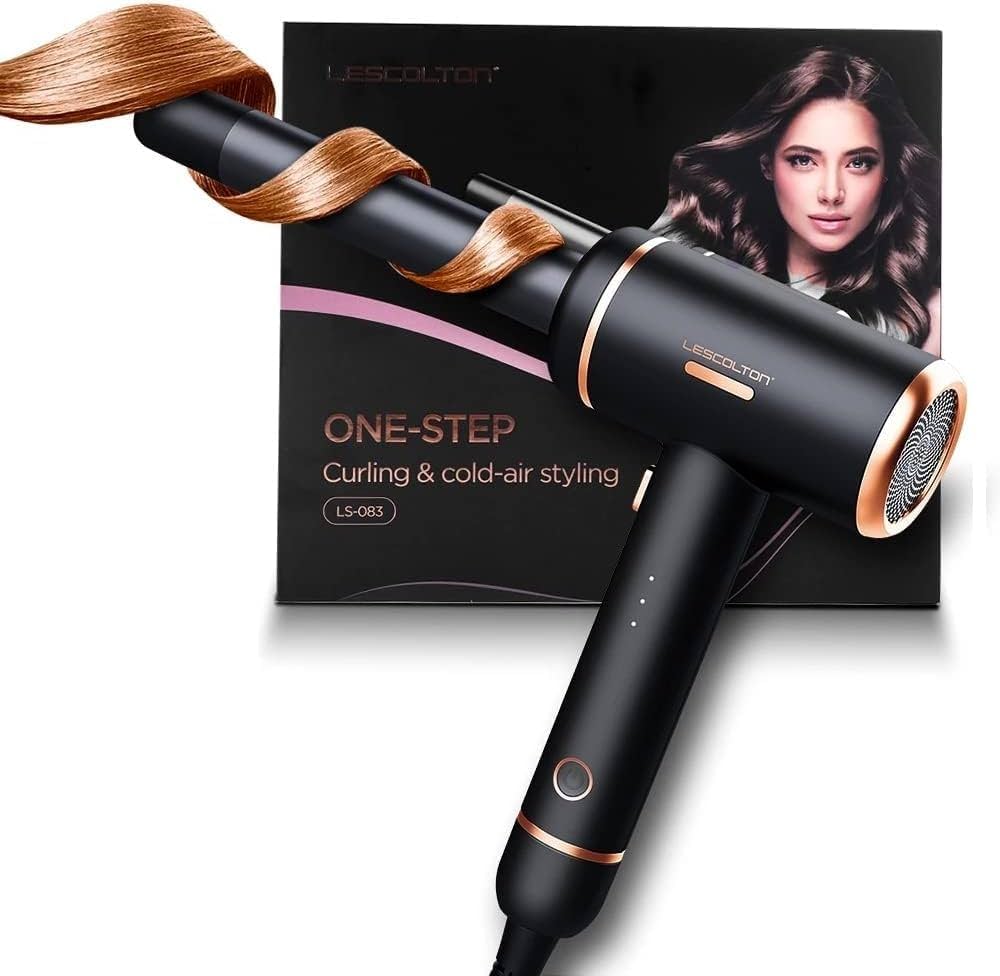 LESCOLTON
LESCOLTON
ONE-STEP
Curling & cold-air styling
LS-083